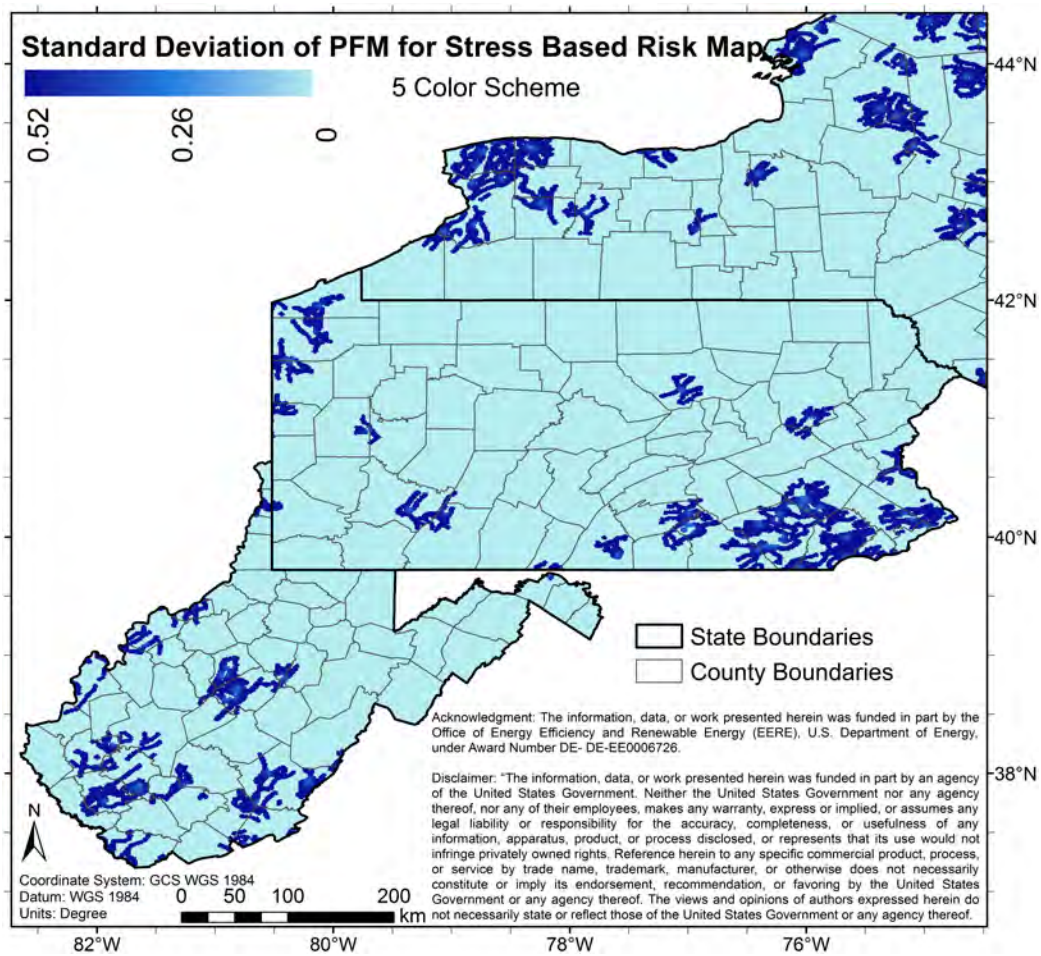 Standard Deviation of PFM for Stress Based Risk Map
5 Color Scheme
0.52
0.26
0
44°N
42°N
40°N
38°N
State Boundaries
County Boundaries
Acknowledgment: The information, data, or work presented herein was funded in part by the
Office of Energy Efficiency and Renewable Energy (EERE), U.S. Department of Energy,
under Award Number DE- DE-EE0006726.
Disclaimer: “The information, data, or work presented herein was funded in part by an agency
of the United States Government. Neither the United States Government nor any agency
thereof, nor any of their employees, makes any warranty, express or implied, or assumes any
legal liability or responsibility for the accuracy, completeness, or usefulness of any
information, apparatus, product, or process disclosed, or represents that its use would not
infringe privately owned rights. Reference herein to any specific commercial product, process,
or service by trade name, trademark, manufacturer, or otherwise does not necessarily
constitute or imply its endorsement, recommendation, or favoring by the United States
Government or any agency thereof. The views and opinions of authors expressed herein do
not necessarily state or reflect those of the United States Government or any agency thereof.
N
Coordinate System: GCS WGS 1984
Datum: WGS 1984
Units: Degree
0 50 100 200
km
82°W 80°W 78°W 76°W